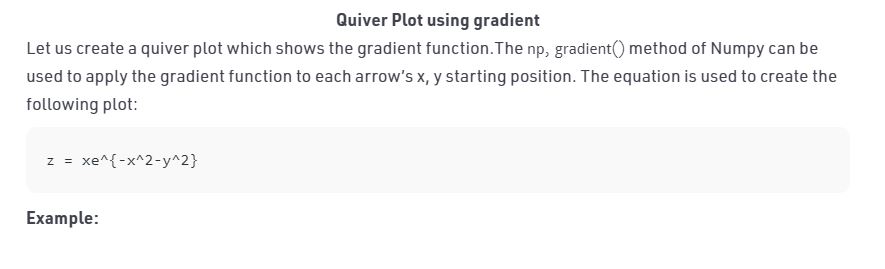 Quiver Plot using gradient
Let us create a quiver plot which shows the gradient function.The np, gradient() method of Numpy can be
used to apply the gradient function to each arrow's x, y starting position. The equation is used to create the
following plot:
z = xe^{-x^2-y^2}
Example: